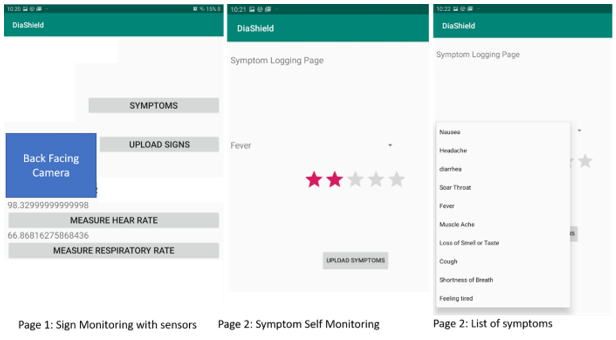 10:20
15%
DiaShield
SYMPTOMS
UPLOAD SIGNS
Back Facing
Camera
98.32999999999998
MEASURE HEAR RATE
66.86816275868436
MEASURE RESPIRATORY RATE
Page 1: Sign Monitoring with sensors
10:21
DiaShield
Symptom Logging Page
Fever
UPLOAD SYMPTOMS
Page 2: Symptom Self Monitoring
10:22
DiaShield
Symptom Logging Page
Nausea
Headache
diarrhea
Soar Throat
Fever
Muscle Ache
Loss of Smell or Taste
Cough
Shortness of Breath
Feeling tired
Page 2: List of symptoms